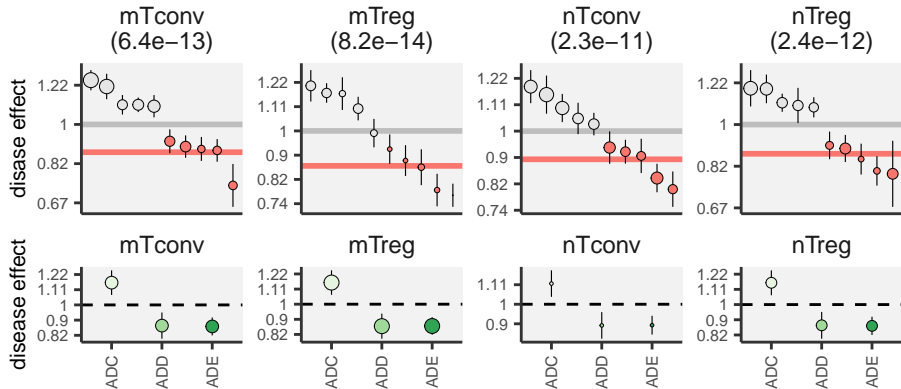 mTconv mTreg nTconv nTreg
(6.4e−13) (8.2e−14) (2.3e−11) (2.4e−12)
disease effect
1.22 1 0.82 0.67
1.22 1.11 1 0.9 0.82 0.74
1.22 1.11 1 0.9 0.82 0.74
1.22 1 0.82 0.67
mTconv mTreg nTconv nTreg
disease effect
1.22 1.11 1 0.9 0.82
1.22 1.11 1 0.9 0.82
1.11 1 0.9
1.22 1.11 1 0.9 0.82
ADC ADD ADE
ADC ADD ADE
ADC ADD ADE
ADC ADD ADE